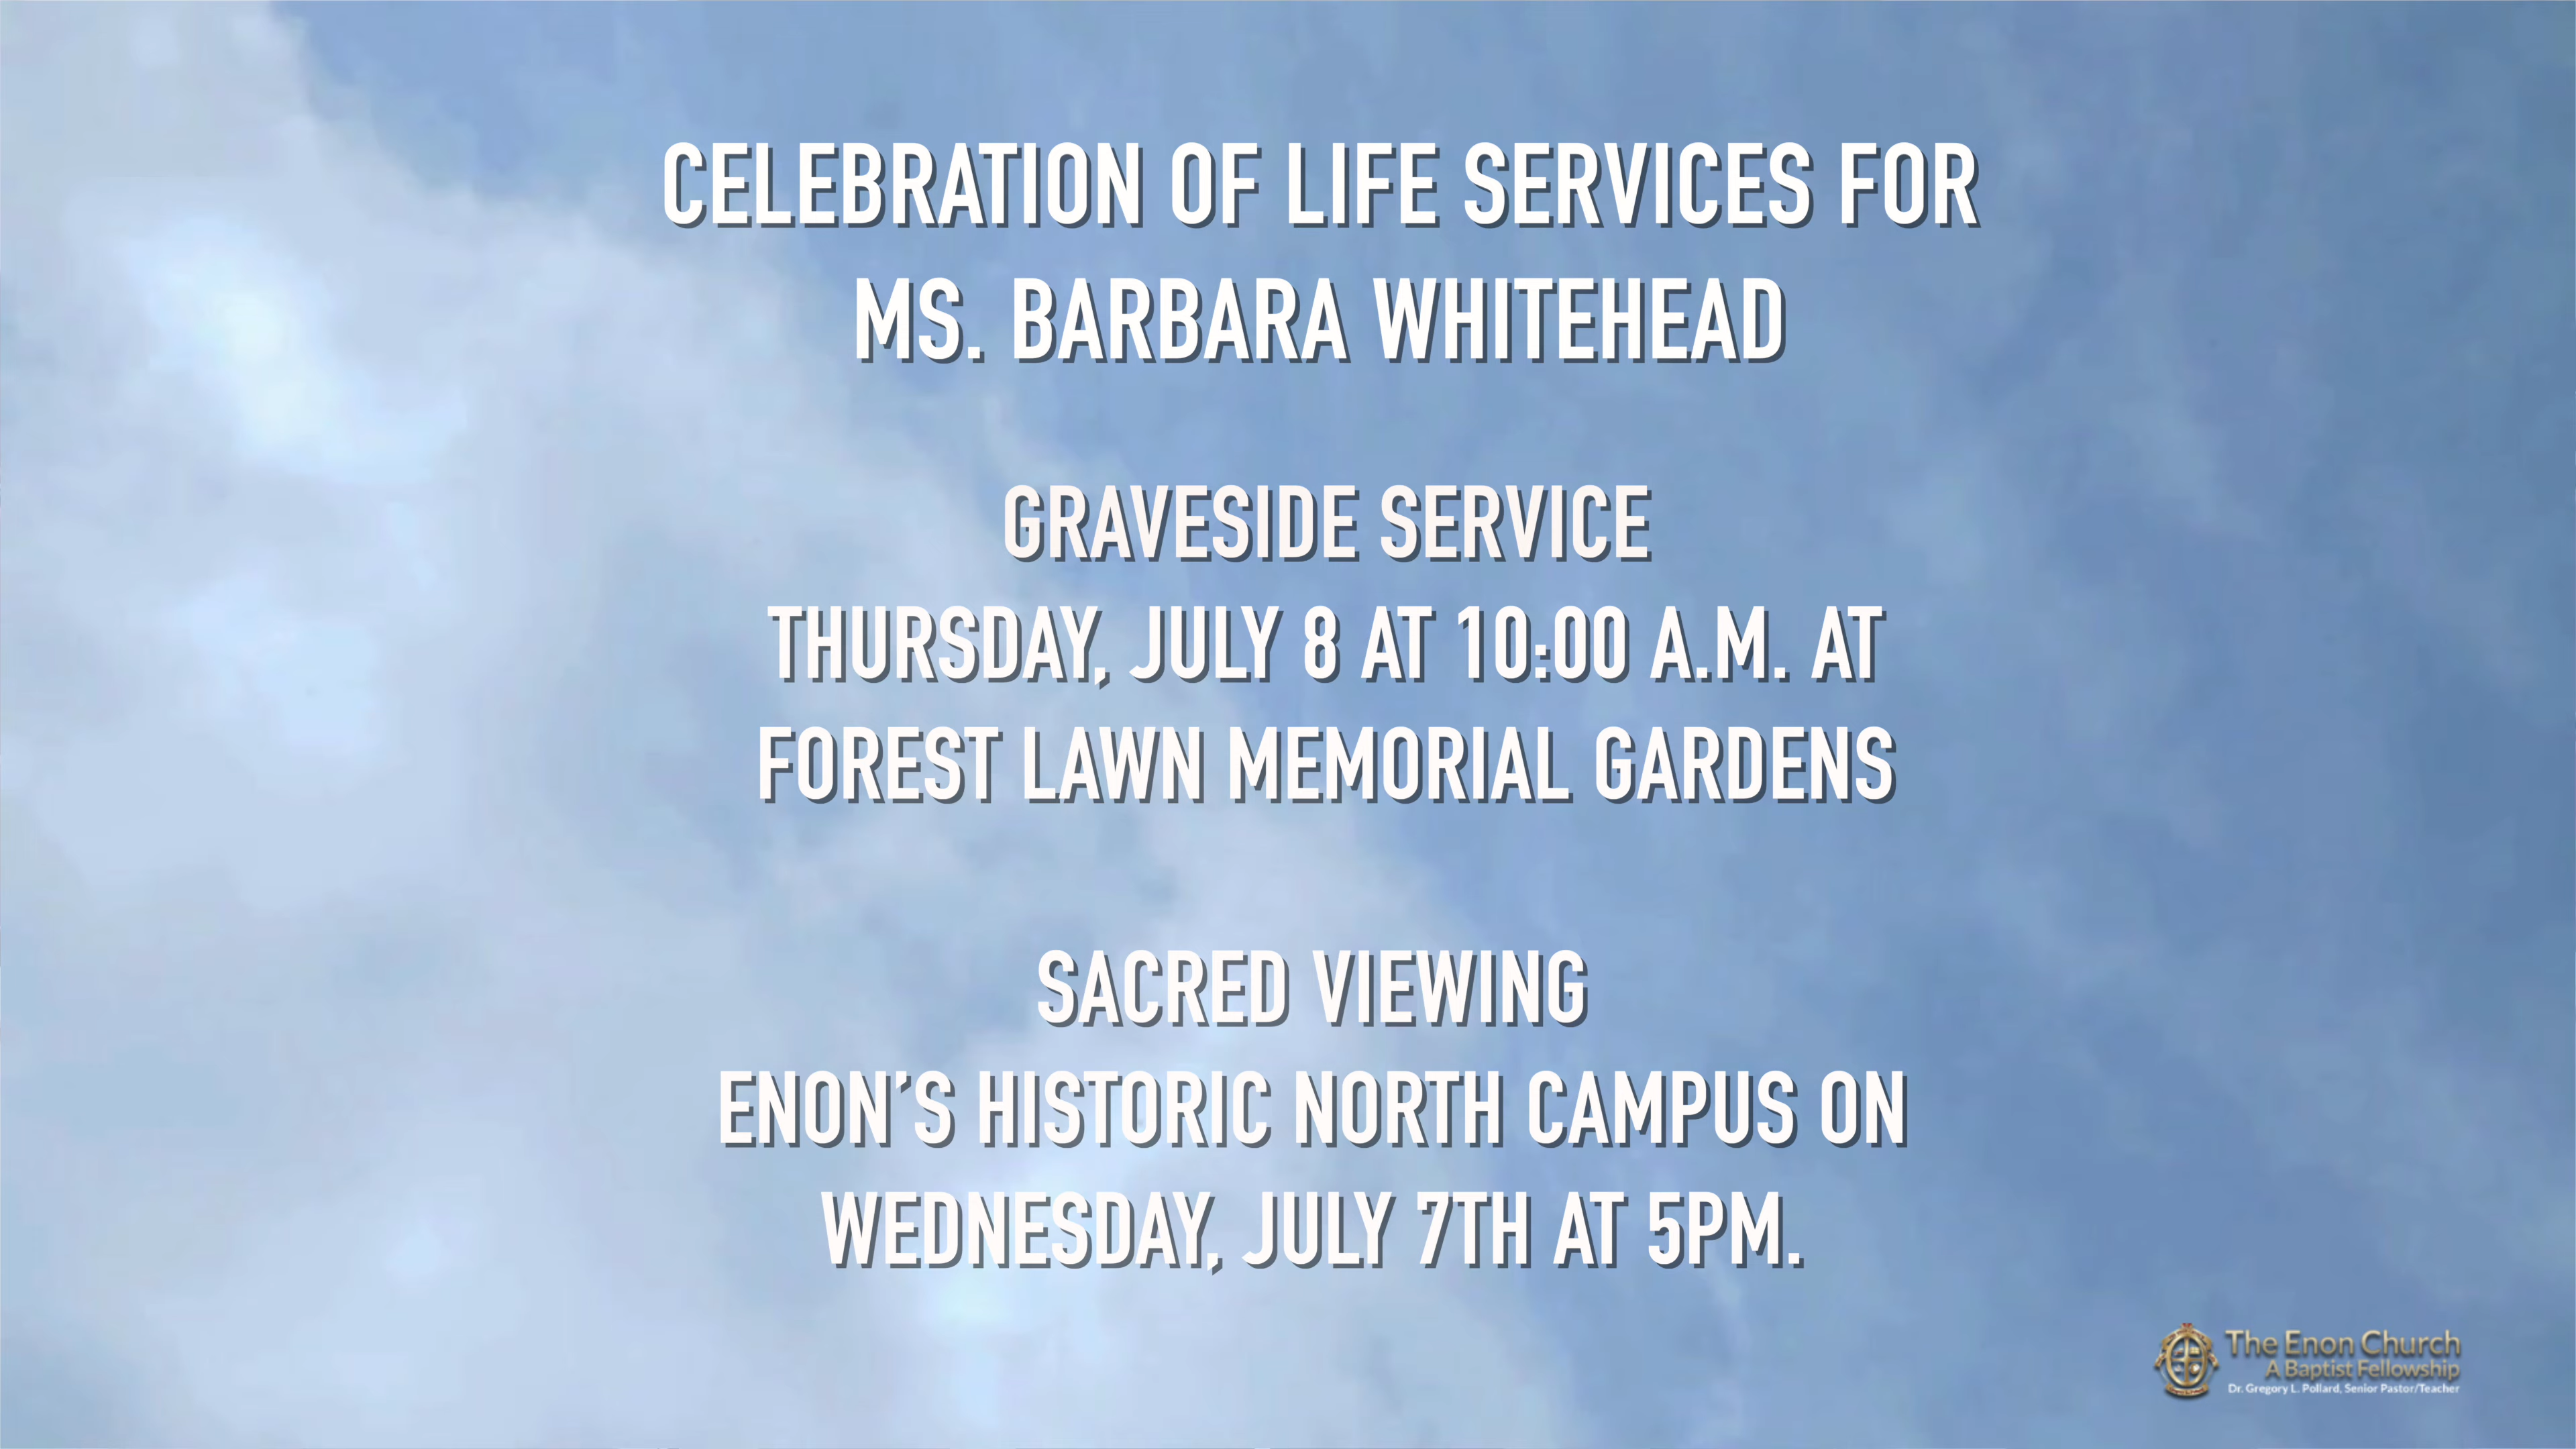 CELEBRATION OF LIFE SERVICES FOR
MS. BARBARA WHITEHEAD
GRAVESIDE SERVICE
THURSDAY, JULY 8 AT 10:00 A.M. AT
FOREST LAWN MEMORIAL GARDENS
SACRED VIEWING
ENON'S HISTORIC NORTH CAMPUS ON
WEDNESDAY, JULY 7TH AT 5PM.
The Enon Church
A Baptist Fellowship
Dr. Gregory L. Pollard, Senior Pastor/Teacher